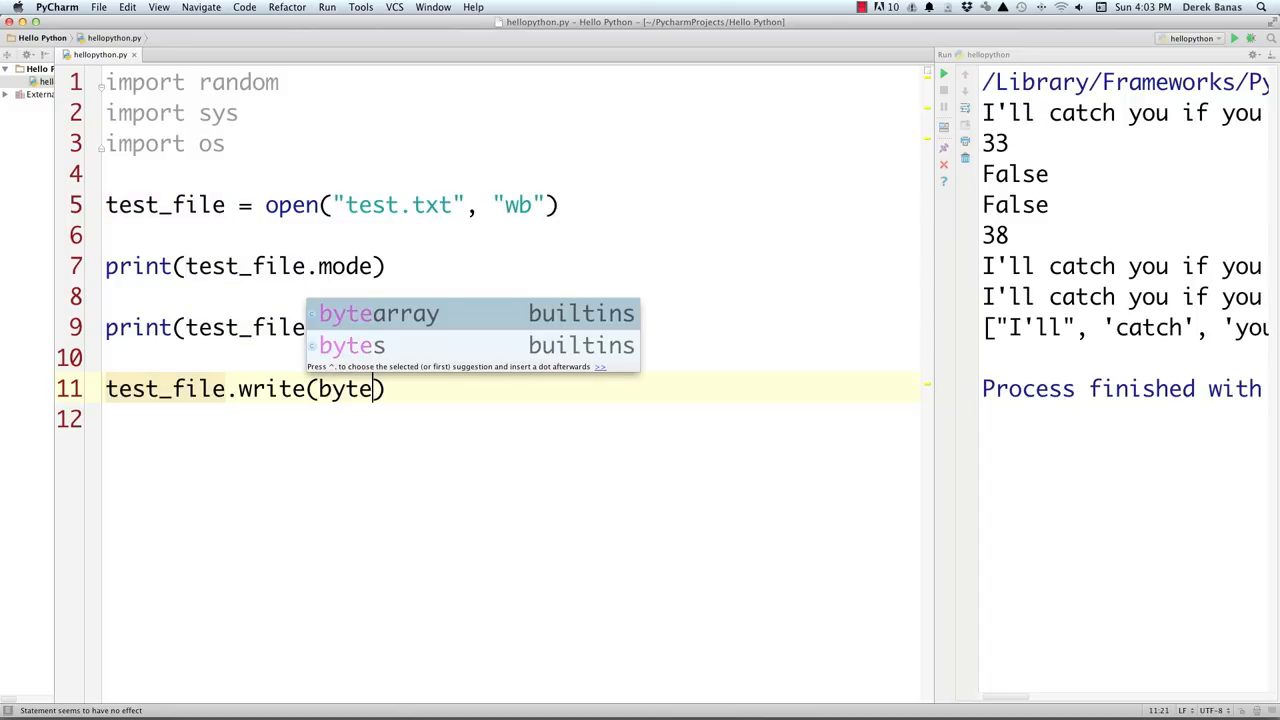 PyCharm File Edit View Navigate Code Refactor Run Tools VCS Window Help 10 Sun 4:03 PM Derek Banas
hellopython.py - Hello Python - [~/PycharmProjects/Hello Python]
Hello Python hellopython.py hellopython
hellopython.py Run hellopython
Hello P
hell
Extern
1 import random
2 import sys
3 import os
4
5 test_file = open("test.txt", "wb")
6
7 print(test_file.mode)
8
9 print(test_file
10
11 test_file.write(byte)
12
bytearray builtins
bytes builtins
Press ^. to choose the selected (or first) suggestion and insert a dot afterwards >>
/Library/Frameworks/Py
I'll catch you if you
33
False
False
38
I'll catch you if you
I'll catch you if you
["I'll", 'catch', 'you
Process finished with
Statement seems to have no effect 11:21 LF UTF-8